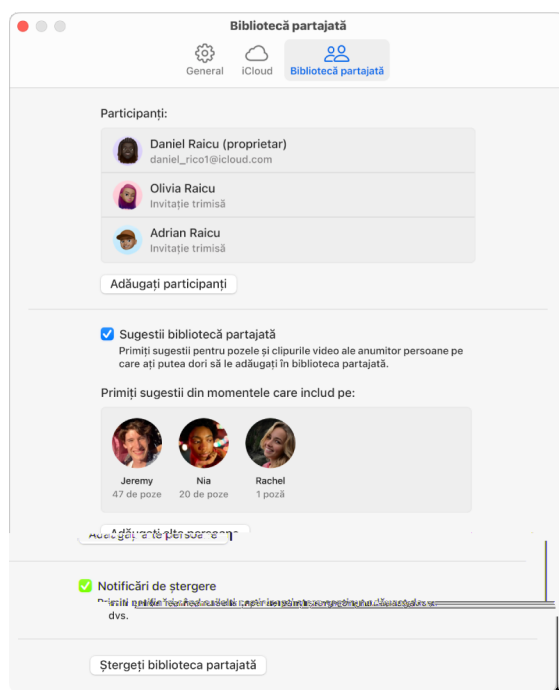 Bibliotecă partajată
General iCloud Bibliotecă partajată
Participanți:
Daniel Raicu (proprietar)
daniel_rico1@icloud.com
Olivia Raicu
Invitație trimisă
Adrian Raicu
Invitație trimisă
Adăugați participanți
Sugestii bibliotecă partajată
Primiți sugestii pentru pozele și clipurile video ale anumitor persoane pe
care ați putea dori să le adăugați în biblioteca partajată.
Primiți sugestii din momentele care includ pe:
Jeremy Nia Rachel
47 de poze 20 de poze 1 poză
Notificări de ștergere
dvs.
Ștergeți biblioteca partajată